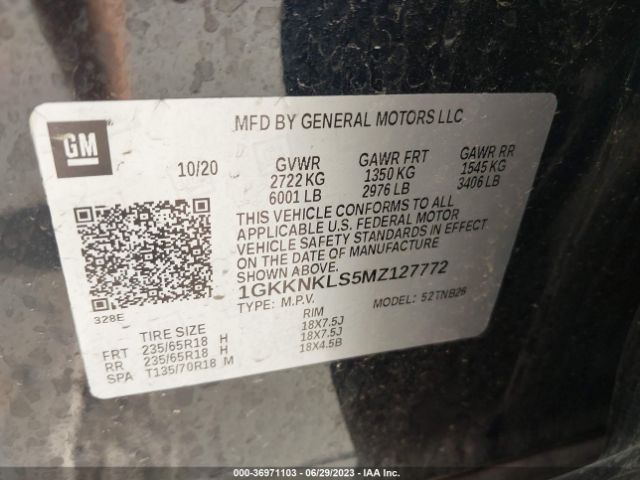 GM
MFD BY GENERAL MOTORS LLC
10/20
GVWR
2722 KG
6001 LB
GAWR FRT
1350 KG
2976 LB
GAWR RR
1545 KG
3406 LB
THIS VEHICLE CONFORMS TO ALL
APPLICABLE U.S. FEDERAL MOTOR
VEHICLE SAFETY STANDARDS IN EFFECT
ON THE DATE OF MANUFACTURE
SHOWN ABOVE.
1GKKNKLS5MZ127772
TYPE: M.P.V.
MODEL: 52TNB26
328E
TIRE SIZE
RIM
FRT 235/65R18 H 18X7.5J
RR 235/65R18 H 18X7.5J
SPA T135/70R18 M 18X4.5B
000-36971103 - 06/29/2023 - IAA Inc.